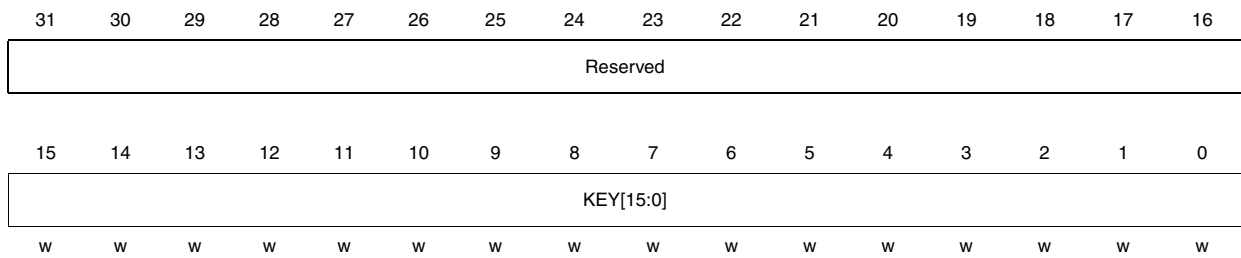 31 30 29 28 27 26 25 24 23 22 21 20 19 18 17 16
Reserved
15 14 13 12 11 10 9 8 7 6 5 4 3 2 1 0
KEY[15:0]
w w w w w w w w w w w w w w w w